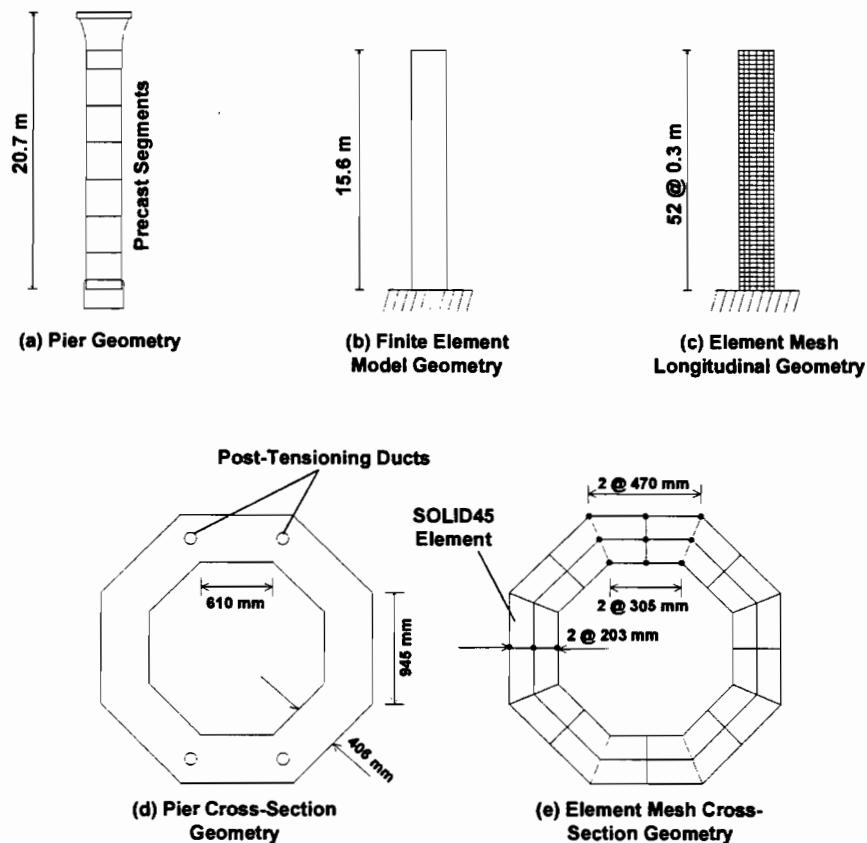 20.7 m
Precast Segments
15.6 m
52 @ 0.3 m
(a) Pier Geometry
(b) Finite Element
Model Geometry
(c) Element Mesh
Longitudinal Geometry
Post-Tensioning Ducts
610 mm
945 mm
406 mm
(d) Pier Cross-Section
Geometry
2 @ 470 mm
SOLID45
Element
2 @ 305 mm
2 @ 203 mm
(e) Element Mesh Cross-
Section Geometry